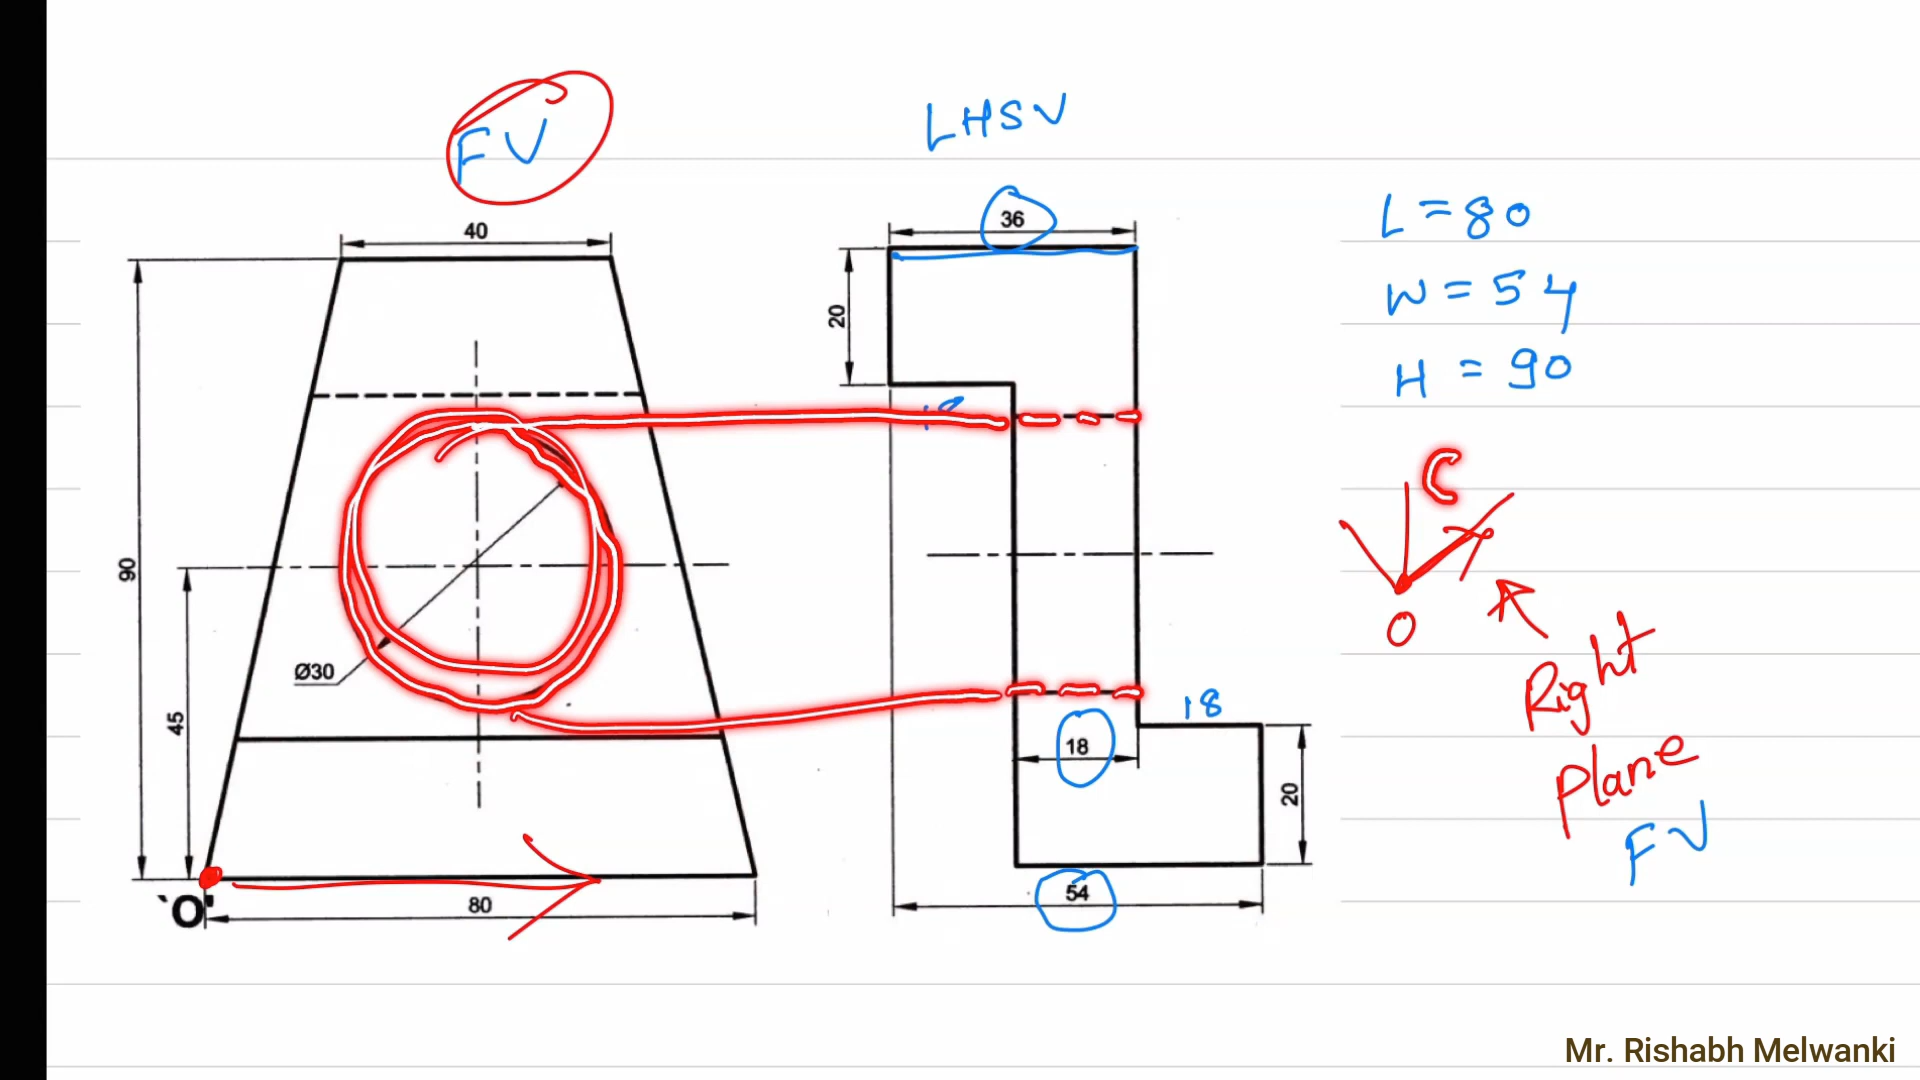 FV
LHSV
40
36
L = 80
W = 54
H = 90
20
18
C
90
O
Ø30
Right
Plane
FV
45
18
18
20
54
80
`O'
Mr. Rishabh Melwanki